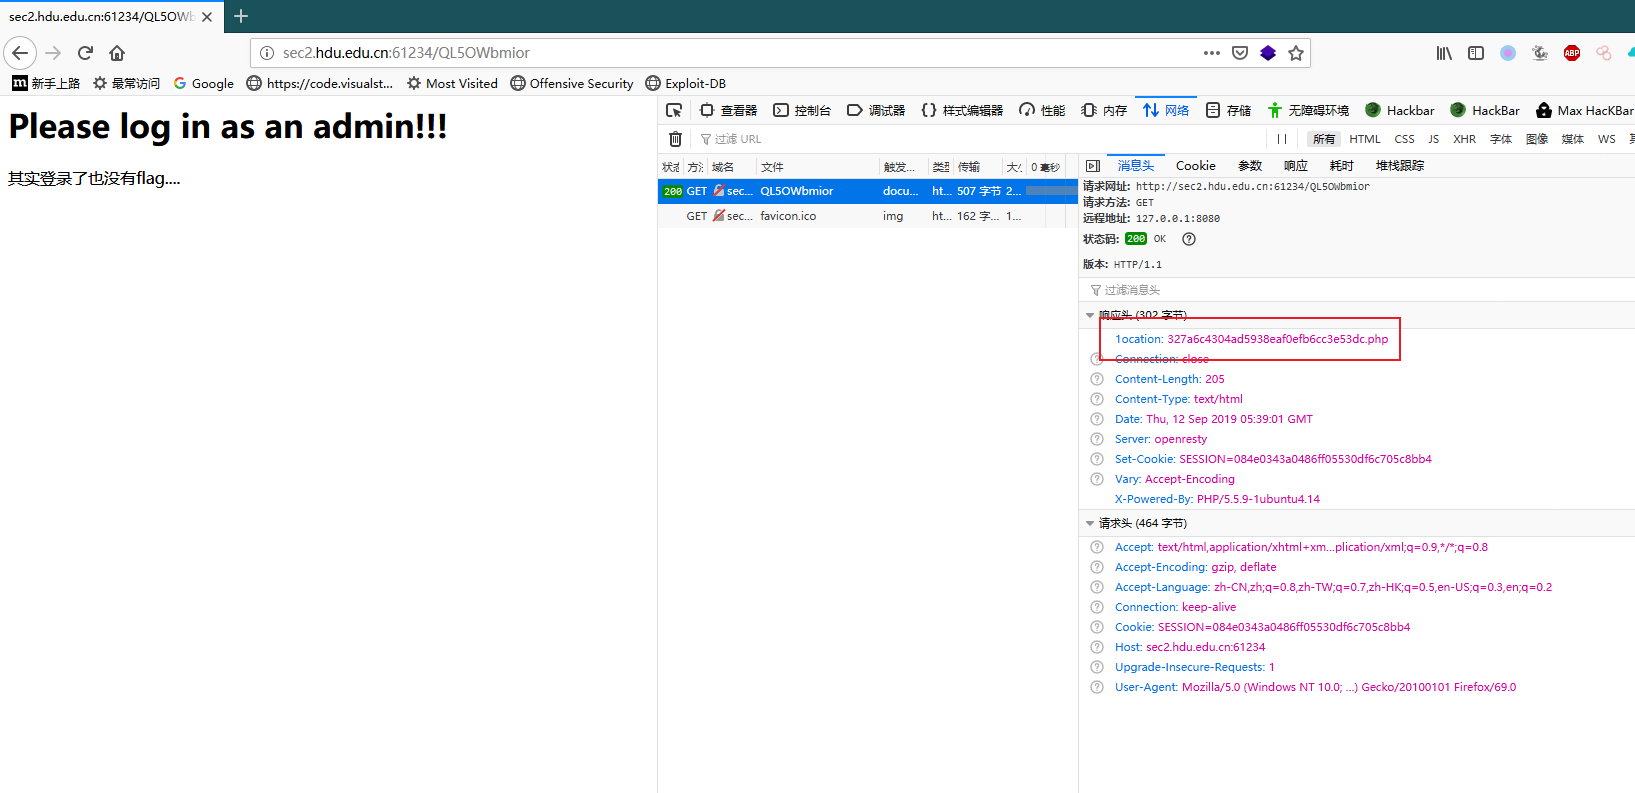 sec2.hdu.edu.cn:61234/QL5OWb
sec2.hdu.edu.cn:61234/QL5OWbmior
新手上路 最常访问 Google https://code.visualst... Most Visited Offensive Security Exploit-DB
Please log in as an admin!!!
其实登录了也没有flag....
查看器 控制台 调试器 样式编辑器 性能 内存 网络 存储 无障碍环境 Hackbar HackBar Max HacKBar
过滤 URL
所有 HTML CSS JS XHR 字体 图像 媒体 WS
方 域名 文件 触发... 类型 传输 大小 0 毫秒
200 GET sec... QL5OWbmior docu... ht... 507 字节 2...
GET sec... favicon.ico img ht... 162 字... 1...
消息头 Cookie 参数 响应 耗时 堆栈跟踪
请求网址: http://sec2.hdu.edu.cn:61234/QL5OWbmior
请求方法: GET
远程地址: 127.0.0.1:8080
状态码: 200 OK
版本: HTTP/1.1
过滤消息头
响应头 (302 字节)
1ocation: 327a6c4304ad5938eaf0efb6cc3e53dc.php
Connection: close
Content-Length: 205
Content-Type: text/html
Date: Thu, 12 Sep 2019 05:39:01 GMT
Server: openresty
Set-Cookie: SESSION=084e0343a0486ff05530df6c705c8bb4
Vary: Accept-Encoding
X-Powered-By: PHP/5.5.9-1ubuntu4.14
请求头 (464 字节)
Accept: text/html,application/xhtml+xm...plication/xml;q=0.9,*/*;q=0.8
Accept-Encoding: gzip, deflate
Accept-Language: zh-CN,zh;q=0.8,zh-TW;q=0.7,zh-HK;q=0.5,en-US;q=0.3,en;q=0.2
Connection: keep-alive
Cookie: SESSION=084e0343a0486ff05530df6c705c8bb4
Host: sec2.hdu.edu.cn:61234
Upgrade-Insecure-Requests: 1
User-Agent: Mozilla/5.0 (Windows NT 10.0; ...) Gecko/20100101 Firefox/69.0